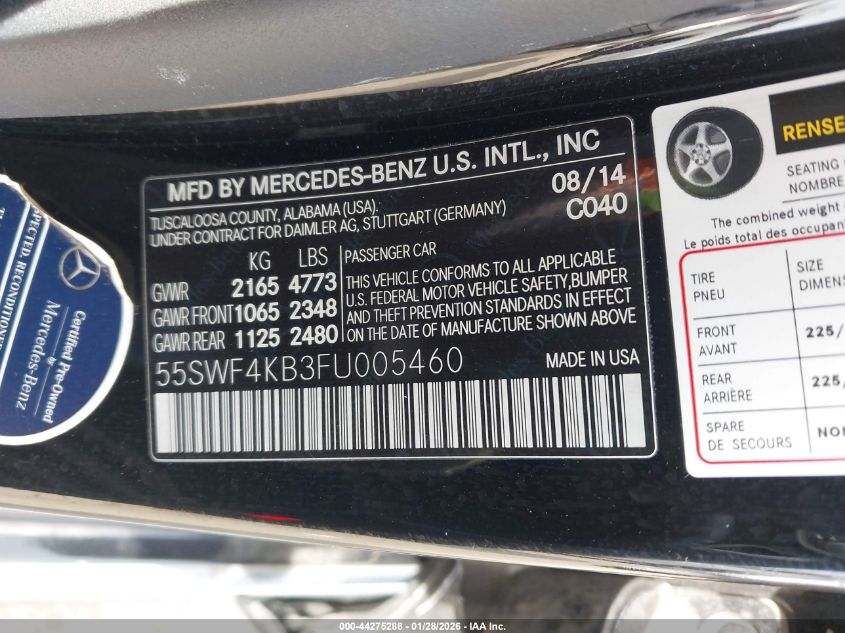 MFD BY MERCEDES-BENZ U.S. INTL., INC
TUSCALOOSA COUNTY, ALABAMA (USA). 08/14
UNDER CONTRACT FOR DAIMLER AG, STUTTGART (GERMANY) C040
KG LBS
GVWR 2165 4773
GAWR FRONT 1065 2348
GAWR REAR 1125 2480
PASSENGER CAR
THIS VEHICLE CONFORMS TO ALL APPLICABLE
U.S. FEDERAL MOTOR VEHICLE SAFETY, BUMPER
AND THEFT PREVENTION STANDARDS IN EFFECT
ON THE DATE OF MANUFACTURE SHOWN ABOVE
55SWF4KB3FU005460 MADE IN USA
Certified Pre-Owned
Mercedes-Benz
RENSE
SEATING
NOMBRE
The combined weight
Le poids total des occupan
TIRE SIZE
PNEU DIMENS
FRONT 225/
AVANT
REAR 225/
ARRIÈRE
SPARE NON
DE SECOURS
000-44275288 - 01/28/2026 - IAA Inc.